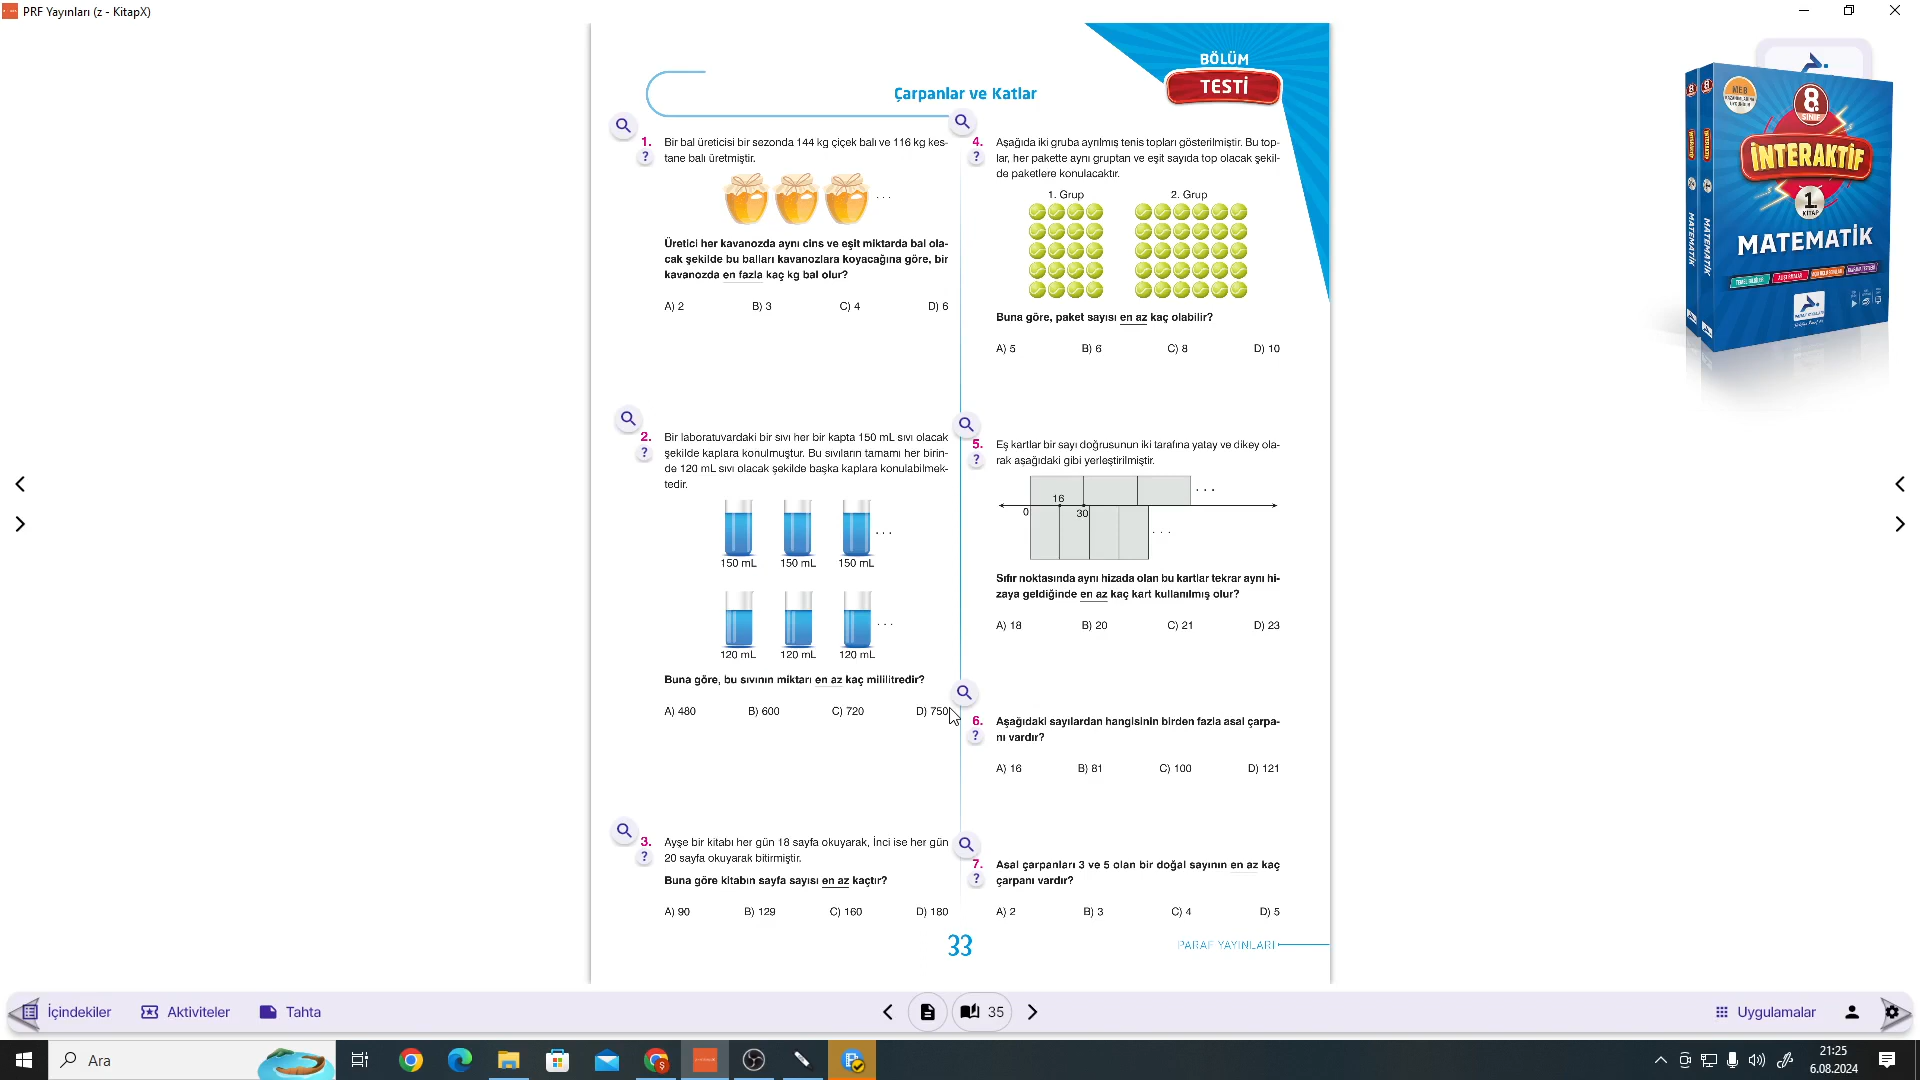 PRF Yayınları (z - KitapX)
BÖLÜM
TESTİ
Çarpanlar ve Katlar
1. Bir bal üreticisi bir sezonda 144 kg çiçek balı ve 116 kg kes-
? tane balı üretmiştir.
. . .
Üretici her kavanozda aynı cins ve eşit miktarda bal ola-
cak şekilde bu balları kavanozlara koyacağına göre, bir
kavanozda en fazla kaç kg bal olur?
A) 2 B) 3 C) 4 D) 6
2. Bir laboratuvardaki bir sıvı her bir kapta 150 mL sıvı olacak
? şekilde kaplara konulmuştur. Bu sıvıların tamamı her birin-
de 120 mL sıvı olacak şekilde başka kaplara konulabilmek-
tedir.
. . .
150 mL 150 mL 150 mL
. . .
120 mL 120 mL 120 mL
Buna göre, bu sıvının miktarı en az kaç mililitredir?
A) 480 B) 600 C) 720 D) 750
3. Ayşe bir kitabı her gün 18 sayfa okuyarak, İnci ise her gün
? 20 sayfa okuyarak bitirmiştir.
Buna göre kitabın sayfa sayısı en az kaçtır?
A) 90 B) 129 C) 160 D) 180
4. Aşağıda iki gruba ayrılmış tenis topları gösterilmiştir. Bu top-
? lar, her pakette aynı gruptan ve eşit sayıda top olacak şekil-
de paketlere konulacaktır.
1. Grup 2. Grup
Buna göre, paket sayısı en az kaç olabilir?
A) 5 B) 6 C) 8 D) 10
5. Eş kartlar bir sayı doğrusunun iki tarafına yatay ve dikey ola-
? rak aşağıdaki gibi yerleştirilmiştir.
. . .
16
0 30
. . .
Sıfır noktasında aynı hizada olan bu kartlar tekrar aynı hi-
zaya geldiğinde en az kaç kart kullanılmış olur?
A) 18 B) 20 C) 21 D) 23
6. Aşağıdaki sayılardan hangisinin birden fazla asal çarpa-
? nı vardır?
A) 16 B) 81 C) 100 D) 121
7. Asal çarpanları 3 ve 5 olan bir doğal sayının en az kaç
? çarpanı vardır?
A) 2 B) 3 C) 4 D) 5
33
PARAF YAYINLARI
MEB
8.
SINIF
İNTERAKTİF
1.
KİTAP
MATEMATİK
MATEMATİK
MATEMATİK
İçindekiler Aktiviteler Tahta 35 Uygulamalar
Ara
21:25
6.08.2024